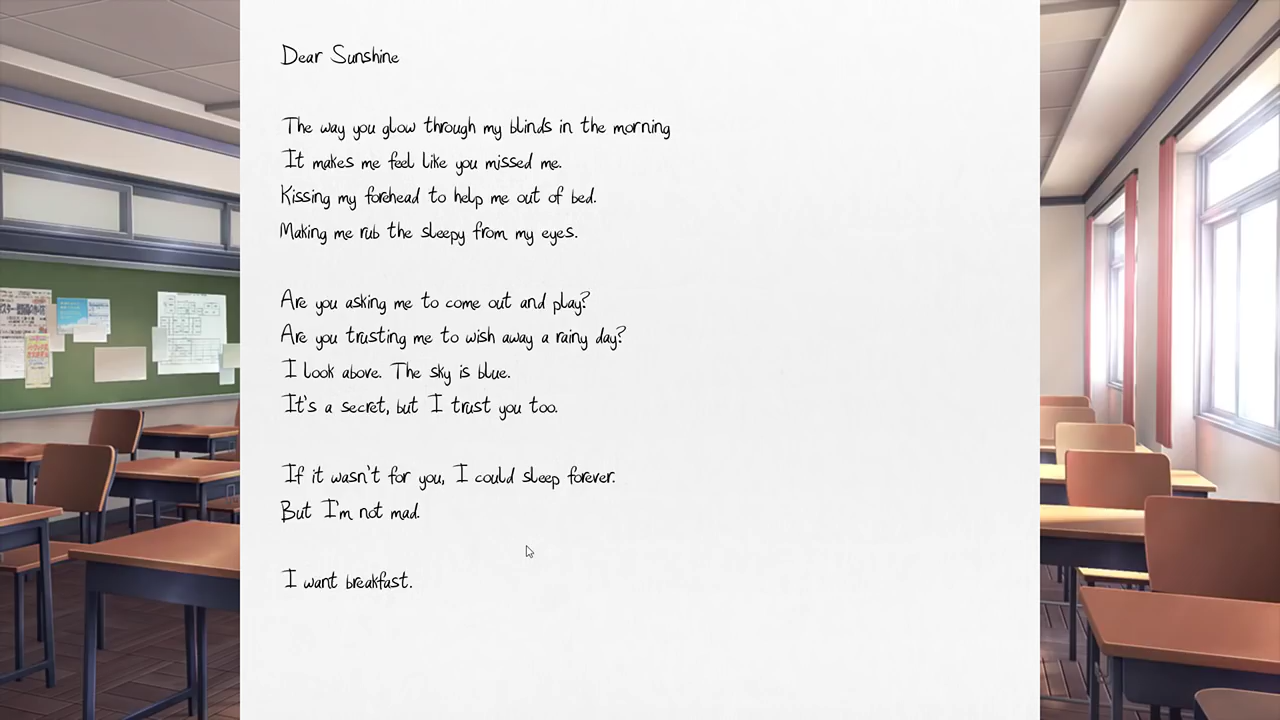 Dear Sunshine
The way you glow through my blinds in the morning
It makes me feel like you missed me.
Kissing my forehead to help me out of bed.
Making me rub the sleepy from my eyes.
Are you asking me to come out and play?
Are you trusting me to wish away a rainy day?
I look above. The sky is blue.
It's a secret, but I trust you too.
If it wasn't for you, I could sleep forever.
But I'm not mad.
I want breakfast.